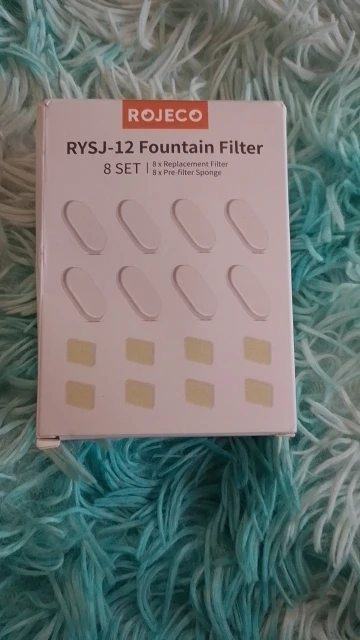 ROJECO
RYSJ-12 Fountain Filter
8 SET | 8 x Replacement Filter
8 x Pre-filter Sponge